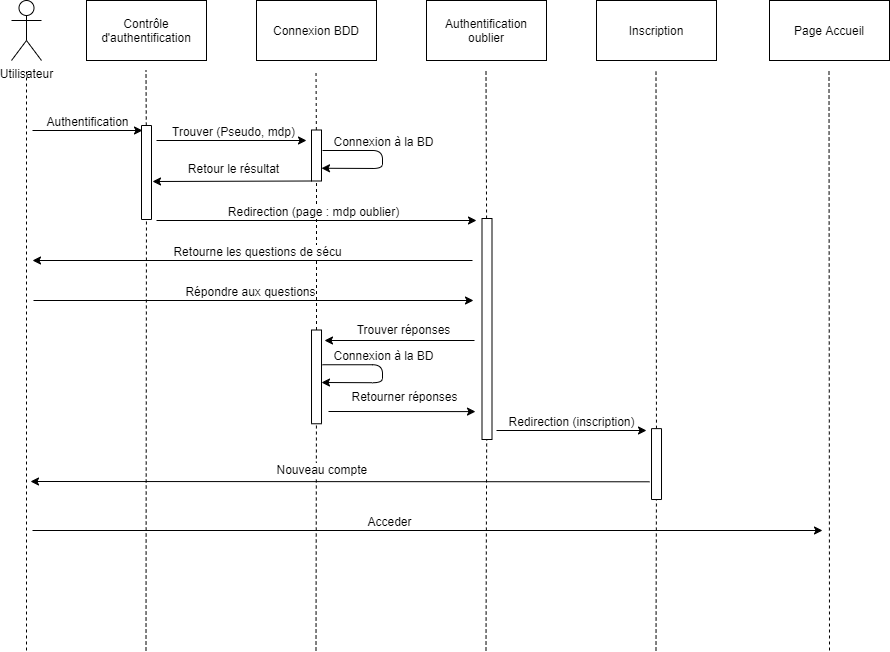 Utilisateur
Contrôle
d'authentification
Connexion BDD
Authentification
oublier
Inscription
Page Accueil
Authentification
Trouver (Pseudo, mdp)
Connexion à la BD
Retour le résultat
Redirection (page : mdp oublier)
Retourne les questions de sécu
Répondre aux questions
Trouver réponses
Connexion à la BD
Retourner réponses
Redirection (inscription)
Nouveau compte
Acceder